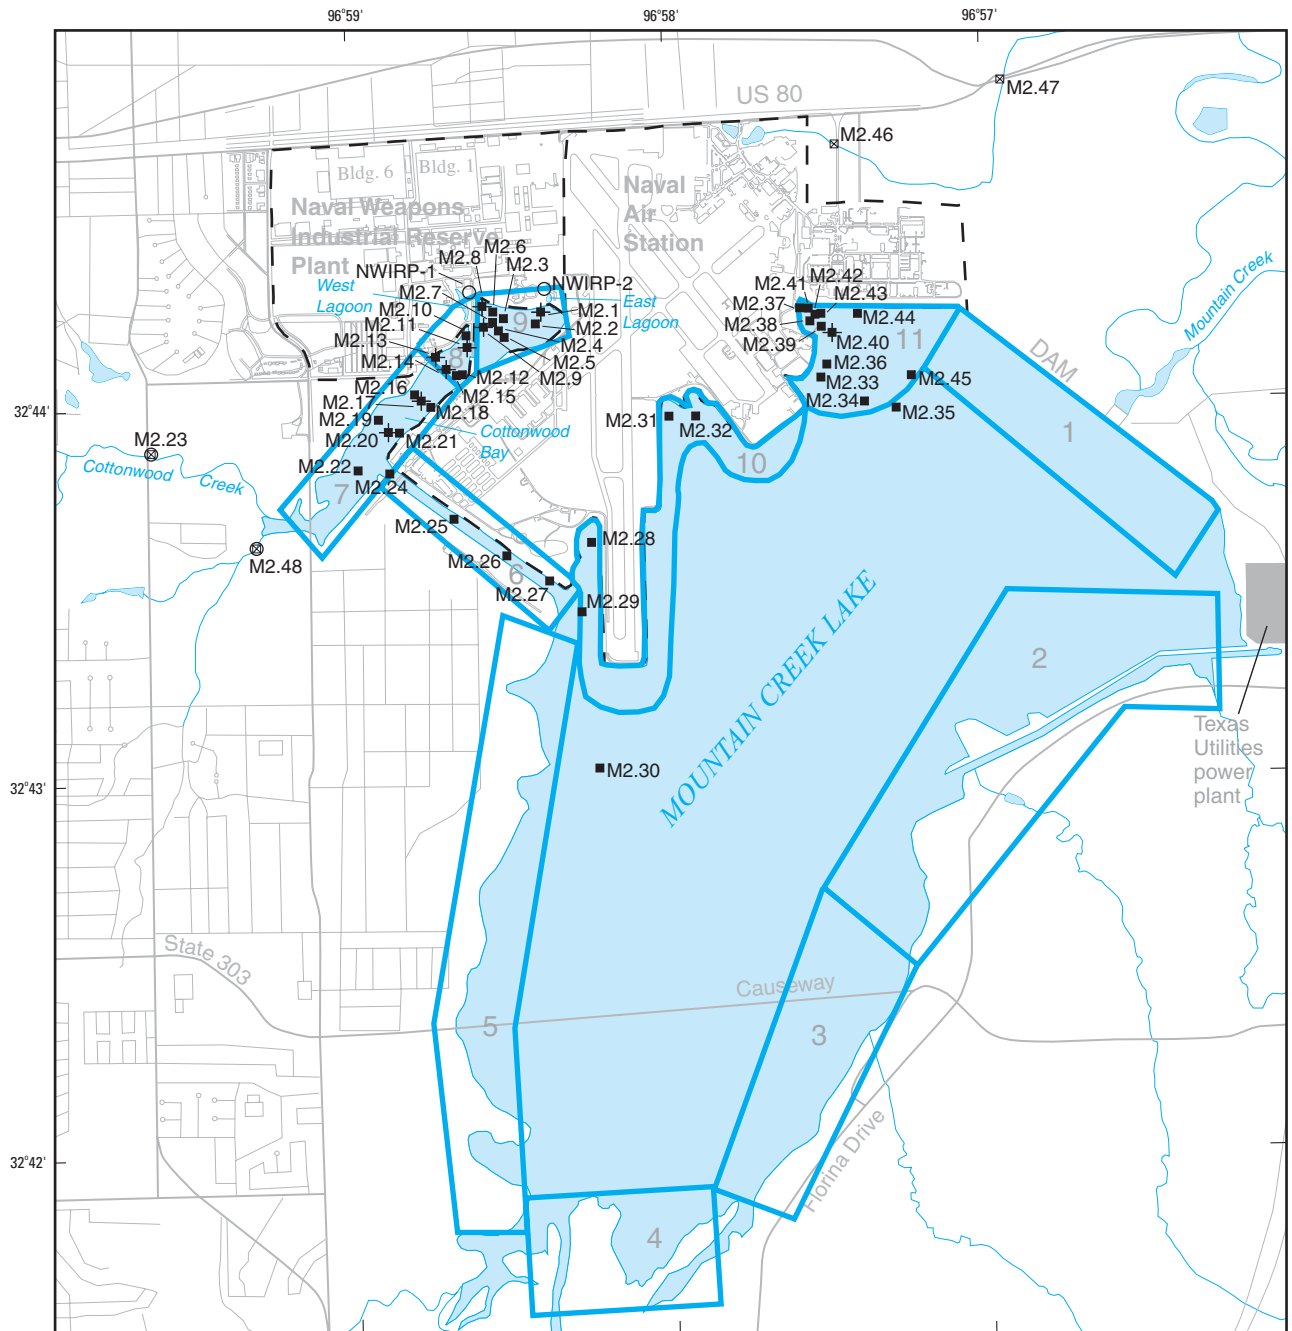 96°59'
96°58'
96°57'
US 80
M2.47
M2.46
Bldg. 6
Bldg. 1
Naval Weapons
Industrial Reserve
Plant
Naval
Air
Station
M2.6
M2.8
M2.3
NWIRP-1
NWIRP-2
West
Lagoon
M2.7
East
Lagoon
M2.10
M2.1
M2.11
9
M2.2
M2.13
M2.4
M2.14
8
M2.5
M2.12
M2.9
M2.16
M2.15
M2.17
M2.18
M2.19
M2.20
M2.21
Cottonwood
Bay
M2.41
M2.42
M2.37
M2.43
M2.38
M2.44
M2.39
M2.40
11
M2.36
M2.33
M2.45
M2.34
M2.35
DAM
Mountain Creek
1
32°44'
M2.23
Cottonwood
Creek
M2.22
7
M2.24
M2.31
M2.32
10
M2.25
M2.28
M2.26
6
M2.27
M2.29
M2.48
MOUNTAIN CREEK LAKE
2
Texas
Utilities
power
plant
M2.30
32°43'
State 303
Causeway
5
3
Florina Drive
32°42'
4